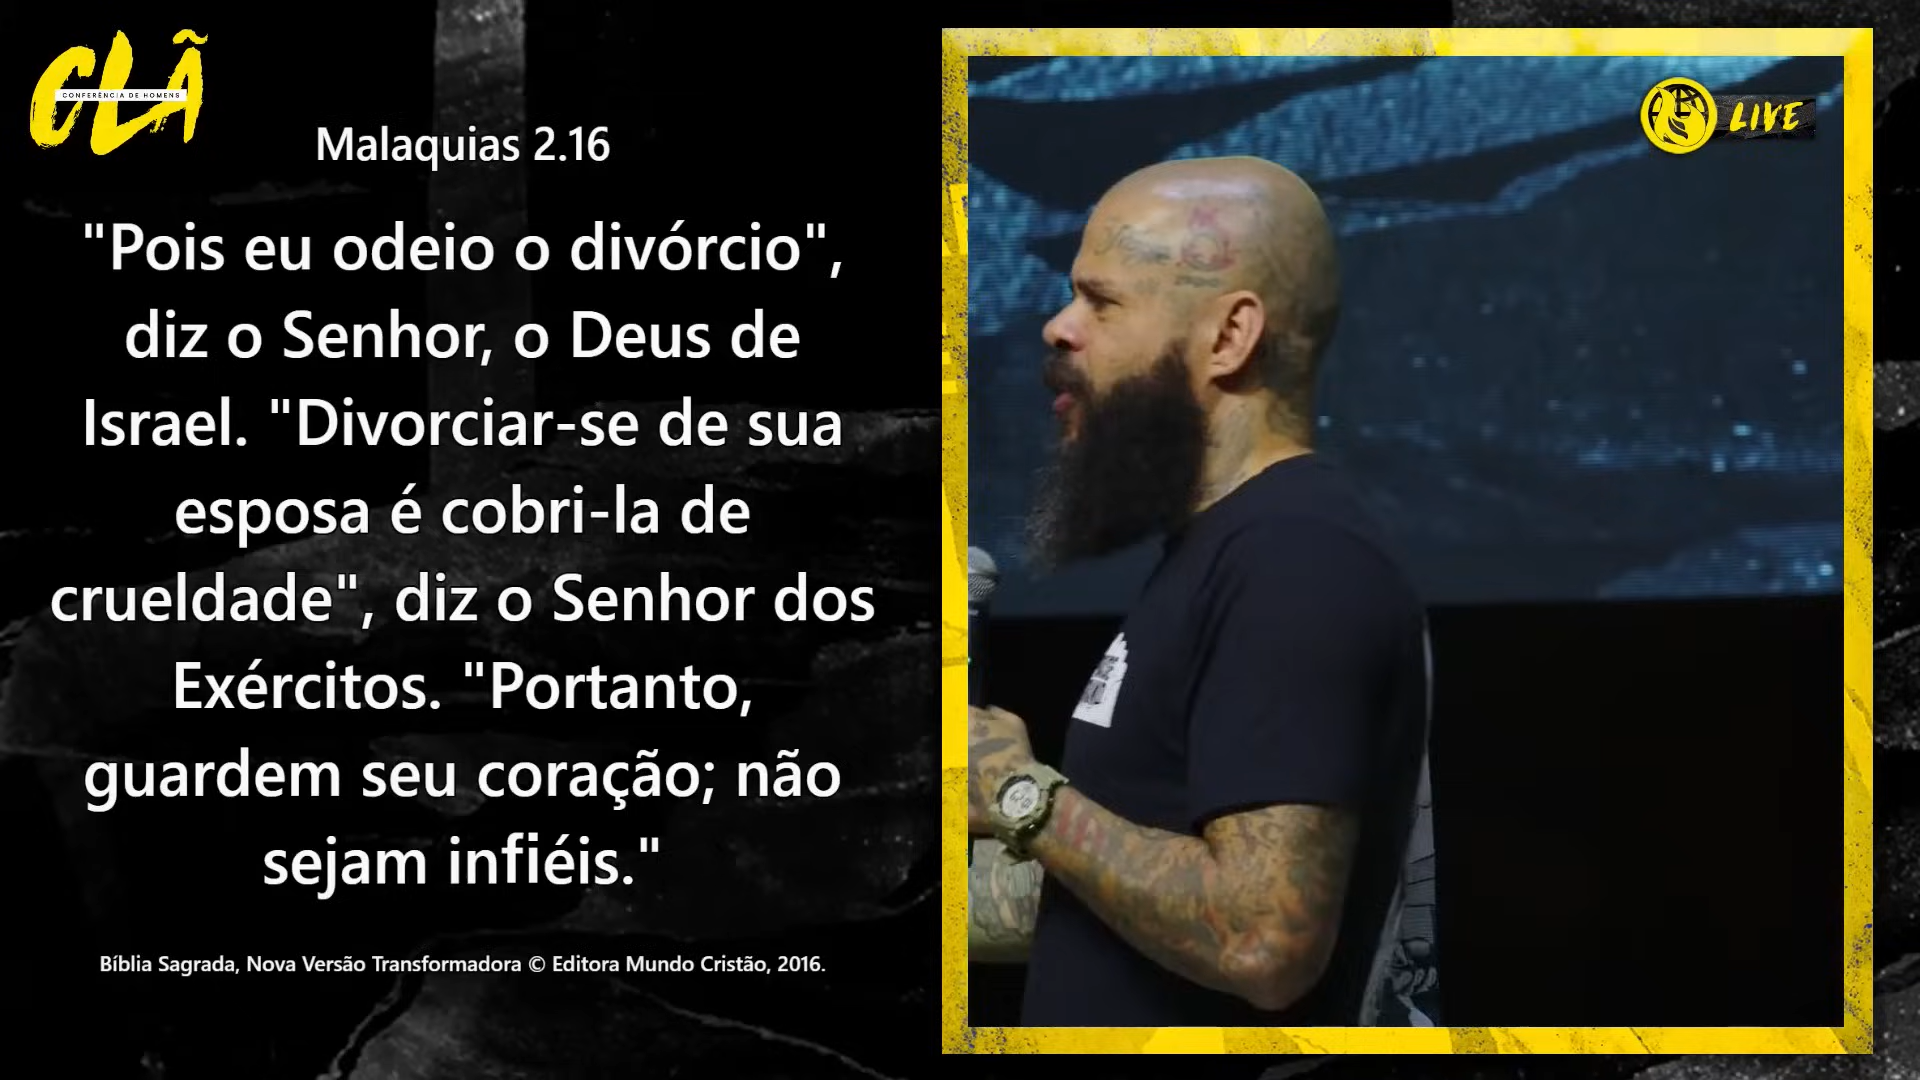 CLÃ
CONFERÊNCIA DE HOMENS
Malaquias 2.16
"Pois eu odeio o divórcio",
diz o Senhor, o Deus de
Israel. "Divorciar-se de sua
esposa é cobri-la de
crueldade", diz o Senhor dos
Exércitos. "Portanto,
guardem seu coração; não
sejam infiéis."
Bíblia Sagrada, Nova Versão Transformadora © Editora Mundo Cristão, 2016.
LIVE